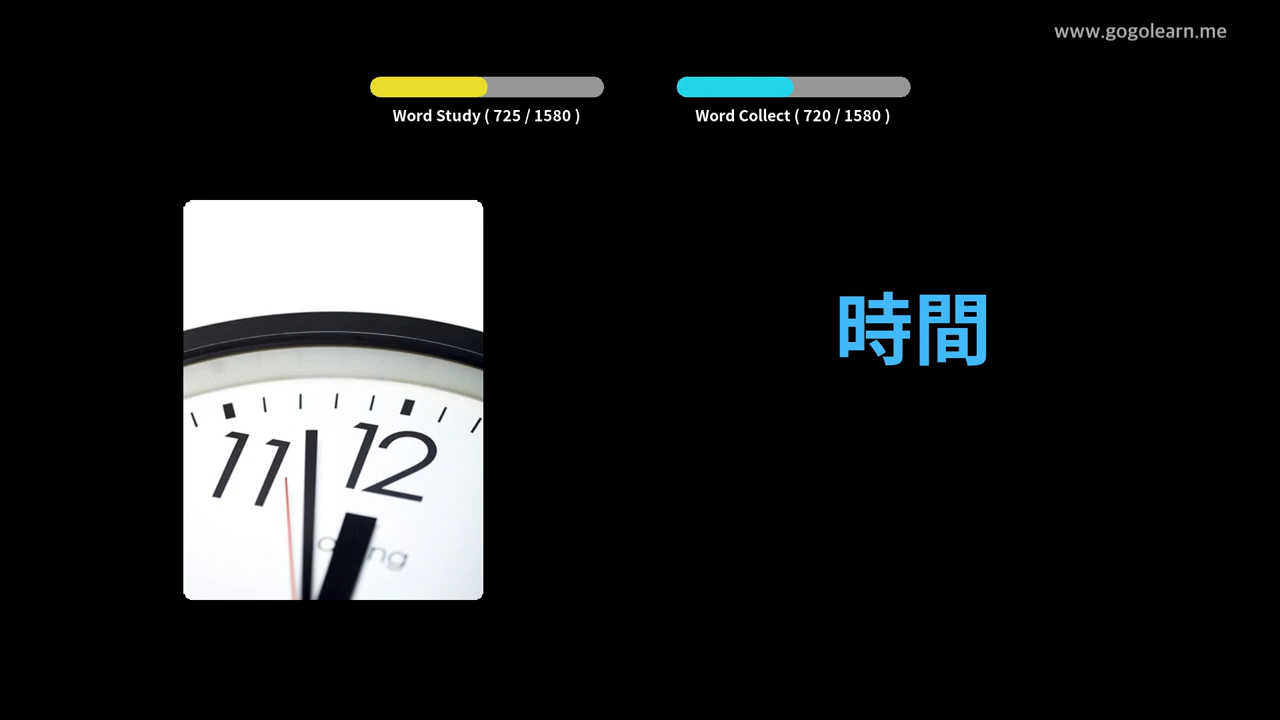 www.gogolearn.me
Word Study ( 725 / 1580 )
Word Collect ( 720 / 1580 )
時間
11
12